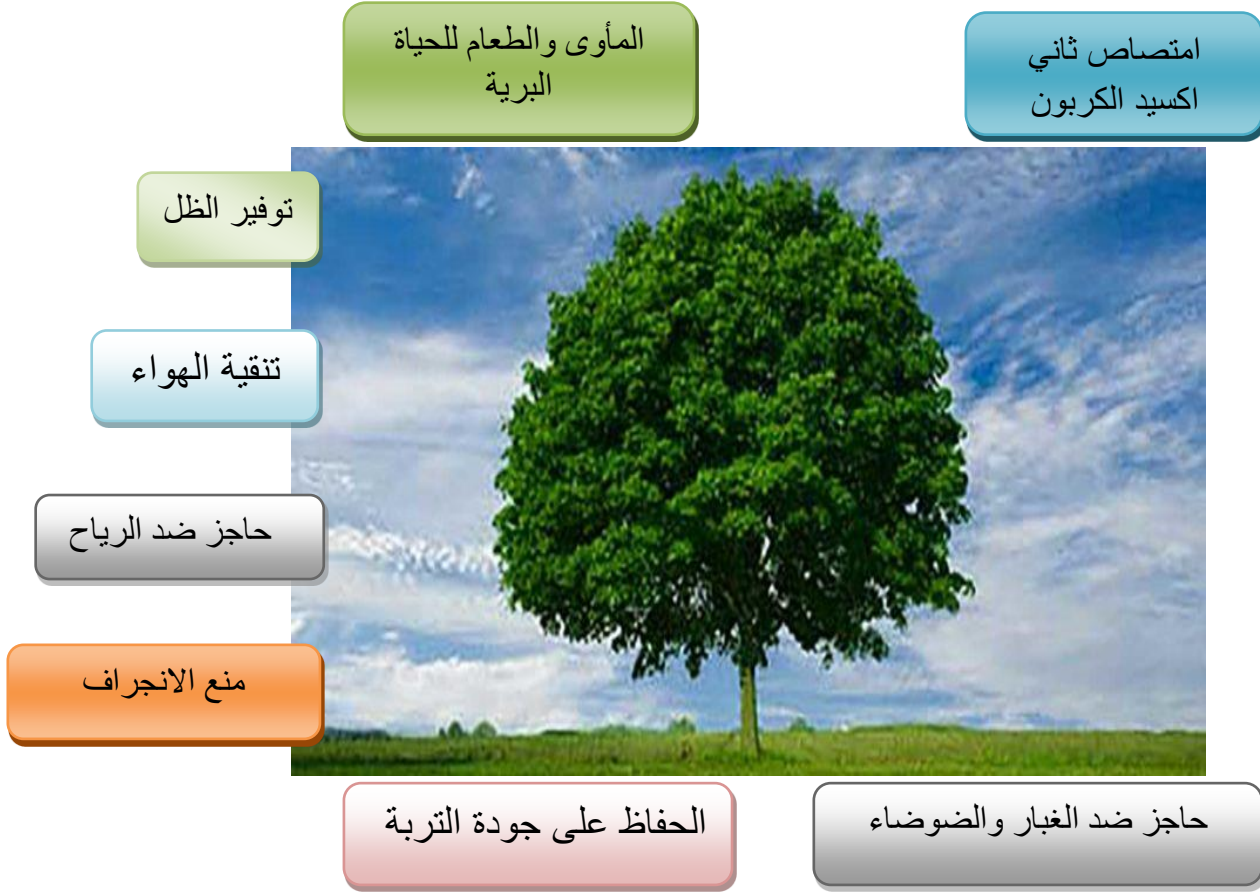 امتصاص ثاني
اكسيد الكربون
المأوى والطعام للحياة
البرية
توفير الظل
تنقية الهواء
حاجز ضد الرياح
منع الانجراف
حاجز ضد الغبار والضوضاء
الحفاظ على جودة التربة